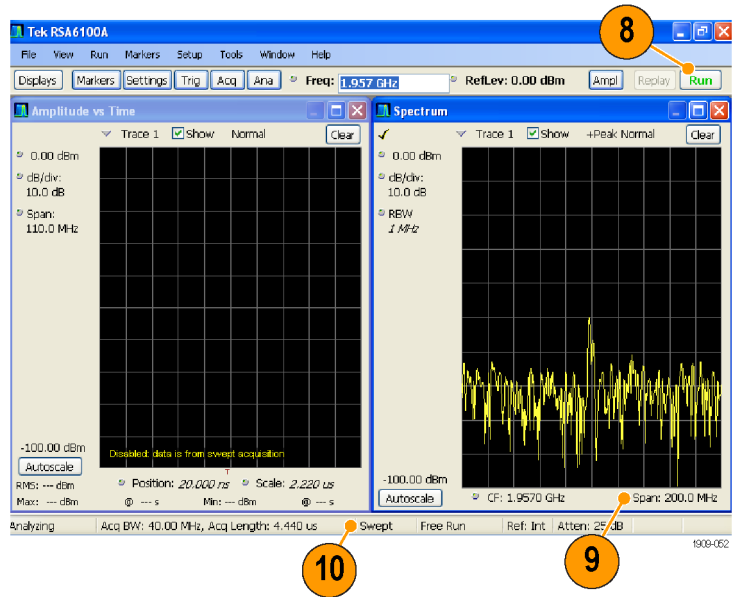 8
Tek RSA6100A
File View Run Markers Setup Tools Window Help
Displays Markers Settings Trig Acq Ana Freq: 1.957 GHz RefLev: 0.00 dBm Ampl Replay Run
Amplitude vs Time
Trace 1 Show Normal Clear
0.00 dBm
dB/div:
10.0 dB
Span:
110.0 MHz
-100.00 dBm
Disabled: data is from swept acquisition
Autoscale
T
Position: 20.000 ns Scale: 2.220 us
RMS: --- dBm
Max: --- dBm @ --- s Min: --- dBm @ --- s
Spectrum
Trace 1 Show +Peak Normal Clear
0.00 dBm
dB/div:
10.0 dB
RBW
1 MHz
-100.00 dBm
Autoscale CF: 1.9570 GHz Span: 200.0 MHz
Analyzing Acq BW: 40.00 MHz, Acq Length: 4.440 us Swept Free Run Ref: Int Atten: 25 dB
1909-052
10
9